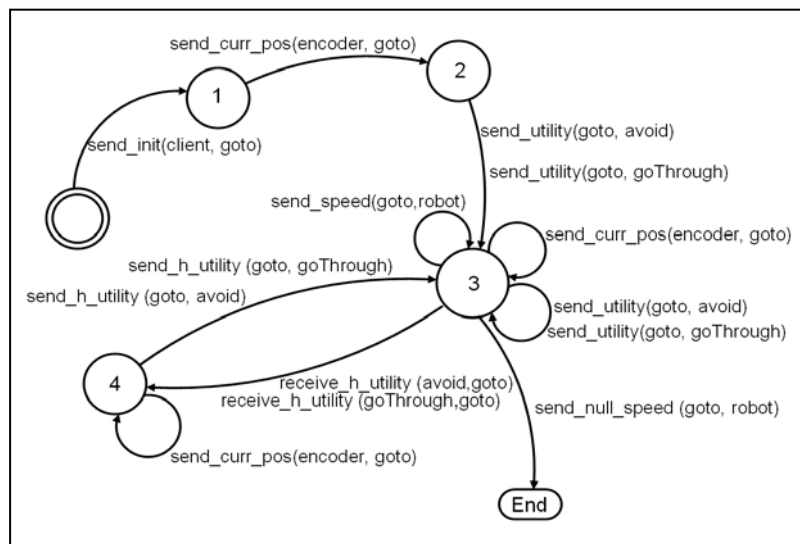 send_curr_pos(encoder, goto)
1
2
send_init(client, goto)
send_utility(goto, avoid)
send_utility(goto, goThrough)
send_speed(goto,robot)
send_curr_pos(encoder, goto)
send_h_utility (goto, goThrough)
send_h_utility (goto, avoid)
3
send_utility(goto, avoid)
send_utility(goto, goThrough)
4
receive_h_utility (avoid,goto)
receive_h_utility (goThrough,goto)
send_null_speed (goto, robot)
send_curr_pos(encoder, goto)
End